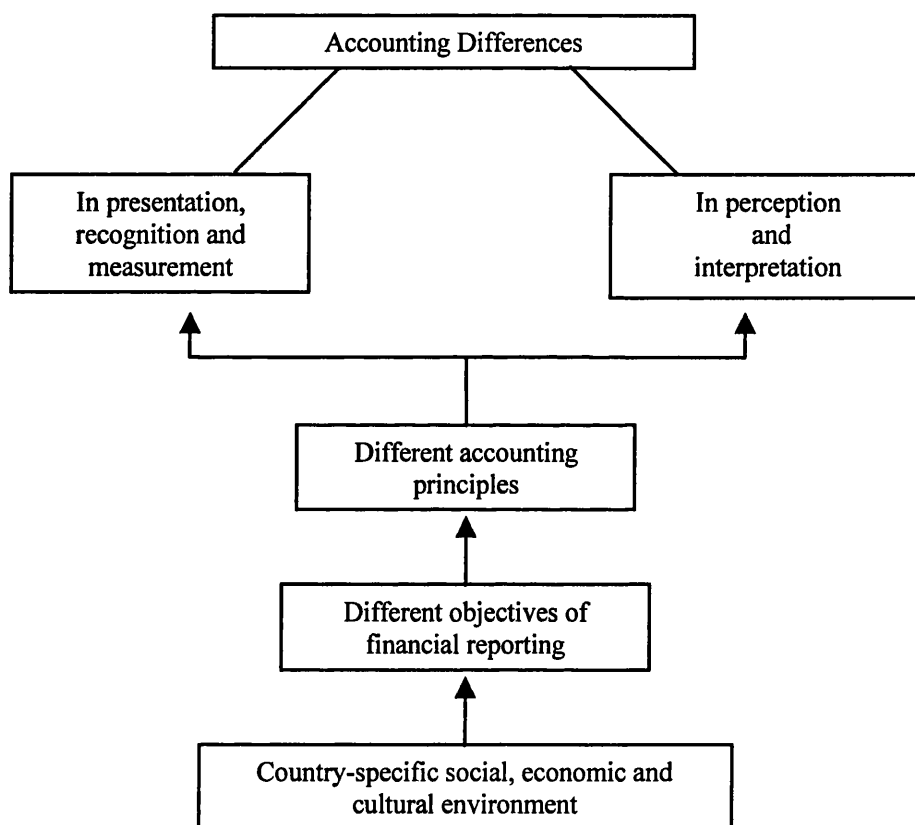 Accounting Differences
In presentation,
recognition and
measurement
In perception
and
interpretation
Different accounting
principles
Different objectives of
financial reporting
Country-specific social, economic and
cultural environment